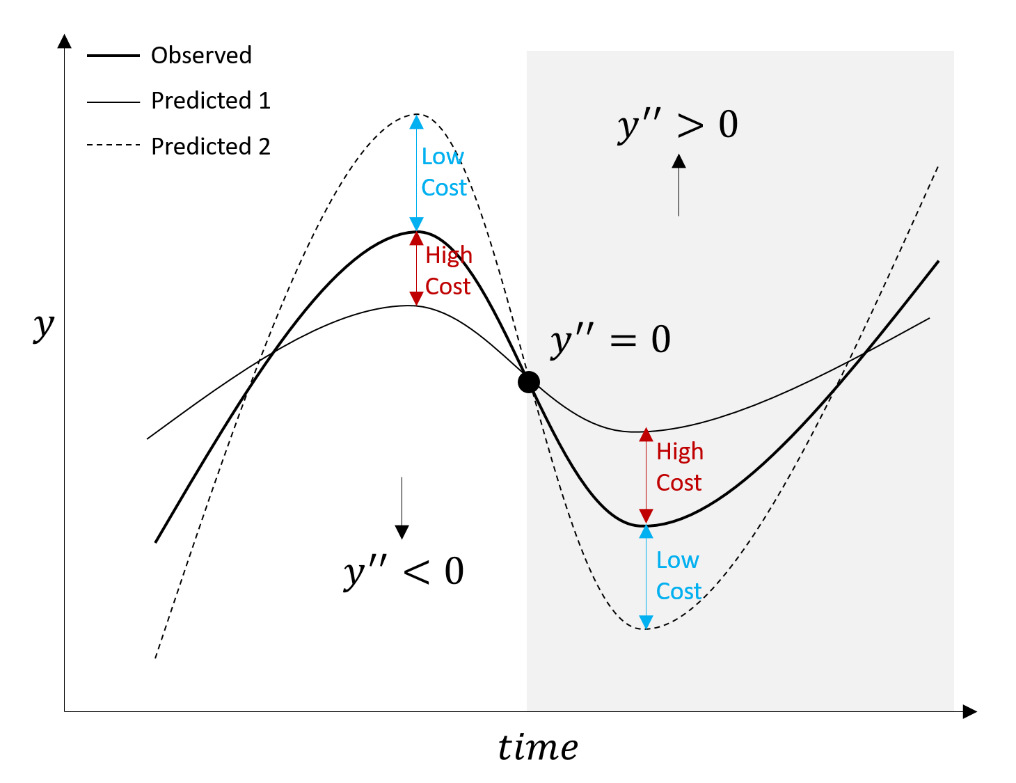 Observed
Predicted 1
Predicted 2
y″ > 0
Low
Cost
High
Cost
y
y″ = 0
High
Cost
Low
Cost
y″ < 0
time